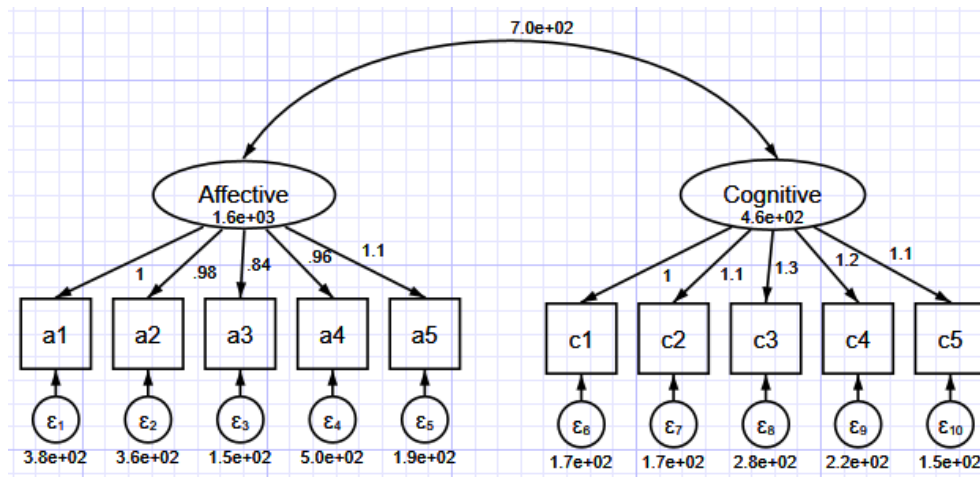 7.0e+02
Affective
1.6e+03
Cognitive
4.6e+02
1 .98 .84 .96 1.1
1 1.1 1.3 1.2 1.1
a1 a2 a3 a4 a5
c1 c2 c3 c4 c5
ε₁ ε₂ ε₃ ε₄ ε₅
ε₆ ε₇ ε₈ ε₉ ε₁₀
3.8e+02 3.6e+02 1.5e+02 5.0e+02 1.9e+02
1.7e+02 1.7e+02 2.8e+02 2.2e+02 1.5e+02